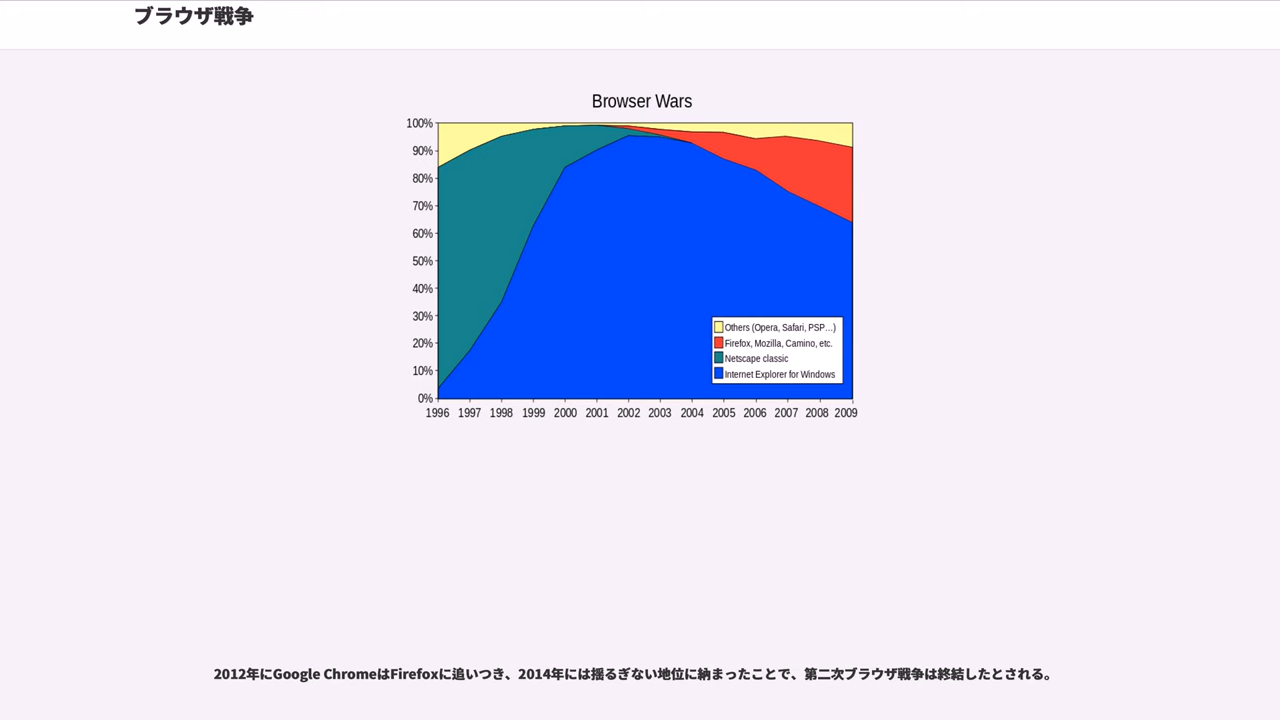 ブラウザ戦争
Browser Wars
100%
90%
80%
70%
60%
50%
40%
30%
20%
10%
0%
Others (Opera, Safari, PSP...)
Firefox, Mozilla, Camino, etc.
Netscape classic
Internet Explorer for Windows
1996 1997 1998 1999 2000 2001 2002 2003 2004 2005 2006 2007 2008 2009
2012年にGoogle ChromeはFirefoxに追いつき、2014年には揺るぎない地位に納まったことで、第二次ブラウザ戦争は終結したとされる。